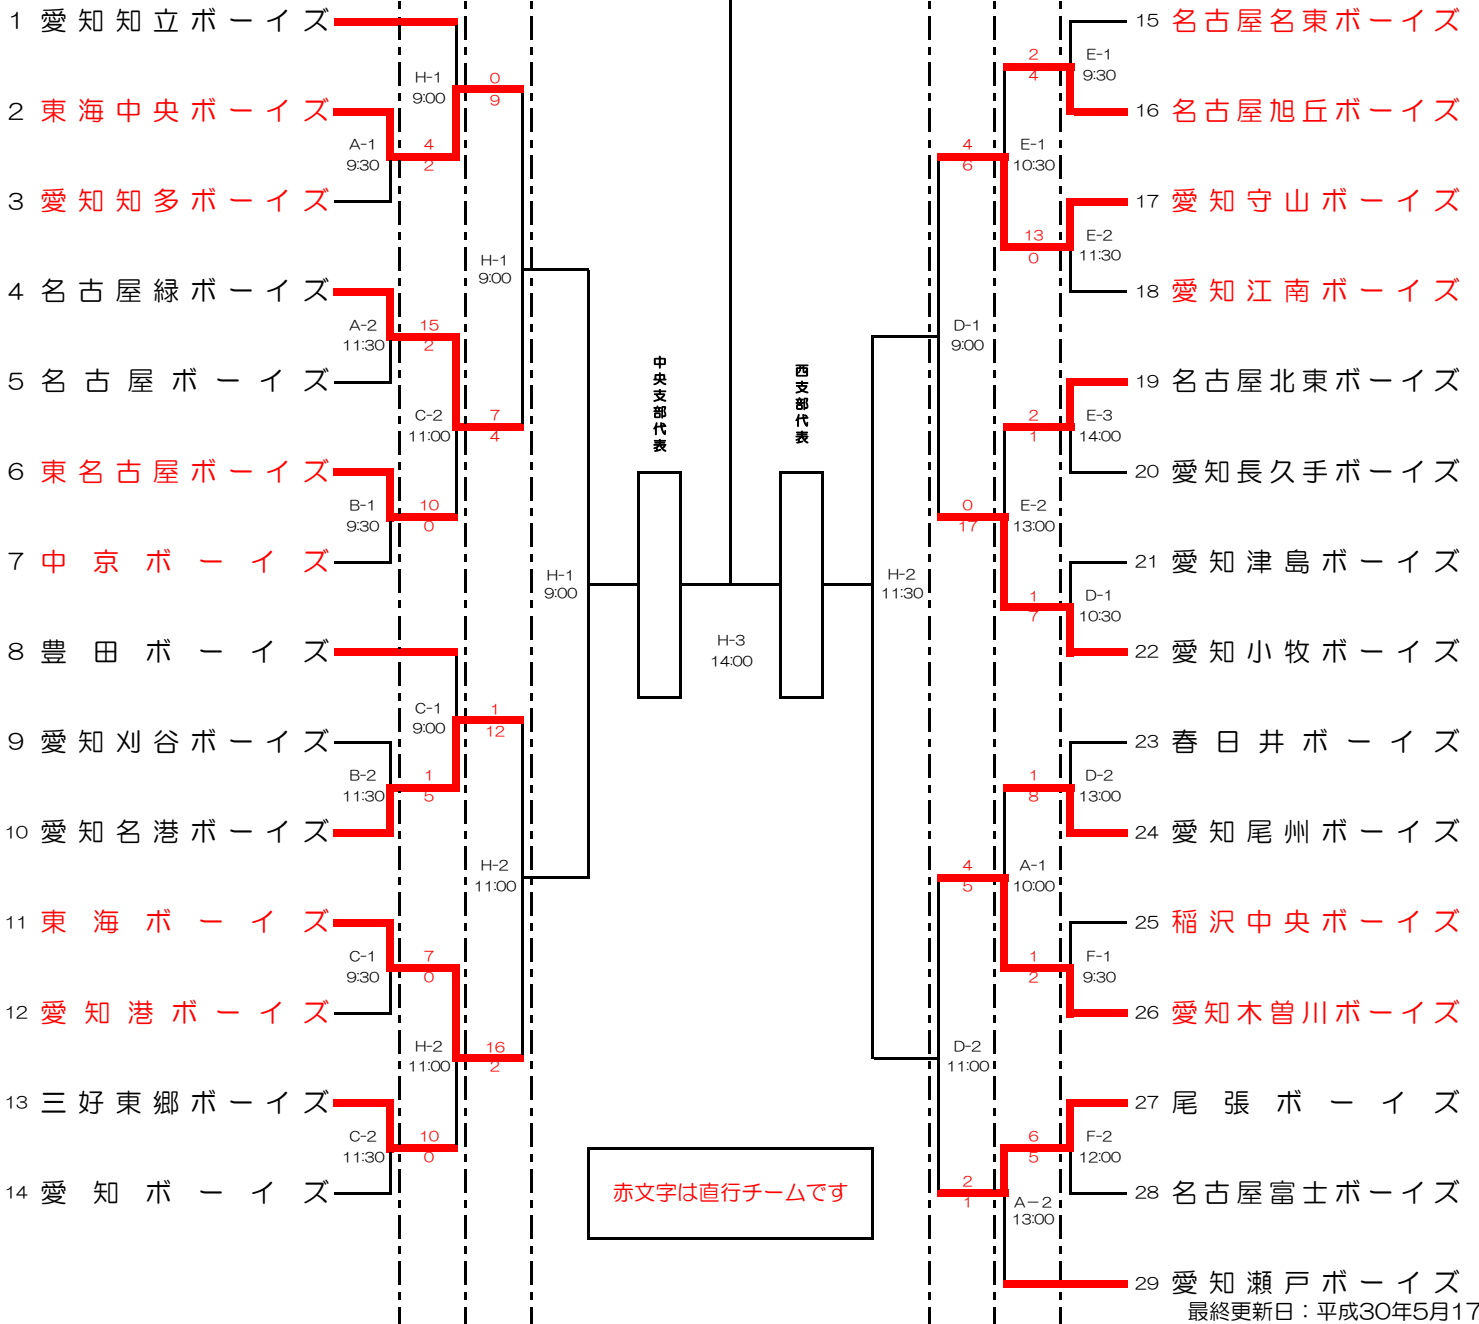 1 愛知知立ボーイズ
H-1
9:00
0
9
2 東海中央ボーイズ
A-1
9:30
4
2
3 愛知知多ボーイズ
H-1
9:00
4 名古屋緑ボーイズ
A-2
11:30
15
2
5 名古屋ボーイズ
C-2
11:00
7
4
6 東名古屋ボーイズ
B-1
9:30
10
0
7 中京ボーイズ
H-1
9:00
8 豊田ボーイズ
C-1
9:00
1
12
9 愛知刈谷ボーイズ
B-2
11:30
1
5
10 愛知名港ボーイズ
H-2
11:00
11 東海ボーイズ
C-1
9:30
7
0
12 愛知港ボーイズ
H-2
11:00
16
2
13 三好東郷ボーイズ
C-2
11:30
10
0
14 愛知ボーイズ
中央支部代表
西支部代表
H-3
14:00
赤文字は直行チームです
15 名古屋名東ボーイズ
2
4
E-1
9:30
16 名古屋旭丘ボーイズ
4
6
E-1
10:30
17 愛知守山ボーイズ
13
0
E-2
11:30
18 愛知江南ボーイズ
D-1
9:00
19 名古屋北東ボーイズ
2
1
E-3
14:00
20 愛知長久手ボーイズ
0
17
E-2
13:00
21 愛知津島ボーイズ
H-2
11:30
1
7
D-1
10:30
22 愛知小牧ボーイズ
23 春日井ボーイズ
1
8
D-2
13:00
24 愛知尾州ボーイズ
4
5
A-1
10:00
25 稲沢中央ボーイズ
1
2
F-1
9:30
26 愛知木曽川ボーイズ
D-2
11:00
27 尾張ボーイズ
6
5
F-2
12:00
28 名古屋富士ボーイズ
2
1
A-2
13:00
29 愛知瀬戸ボーイズ
最終更新日：平成30年5月17